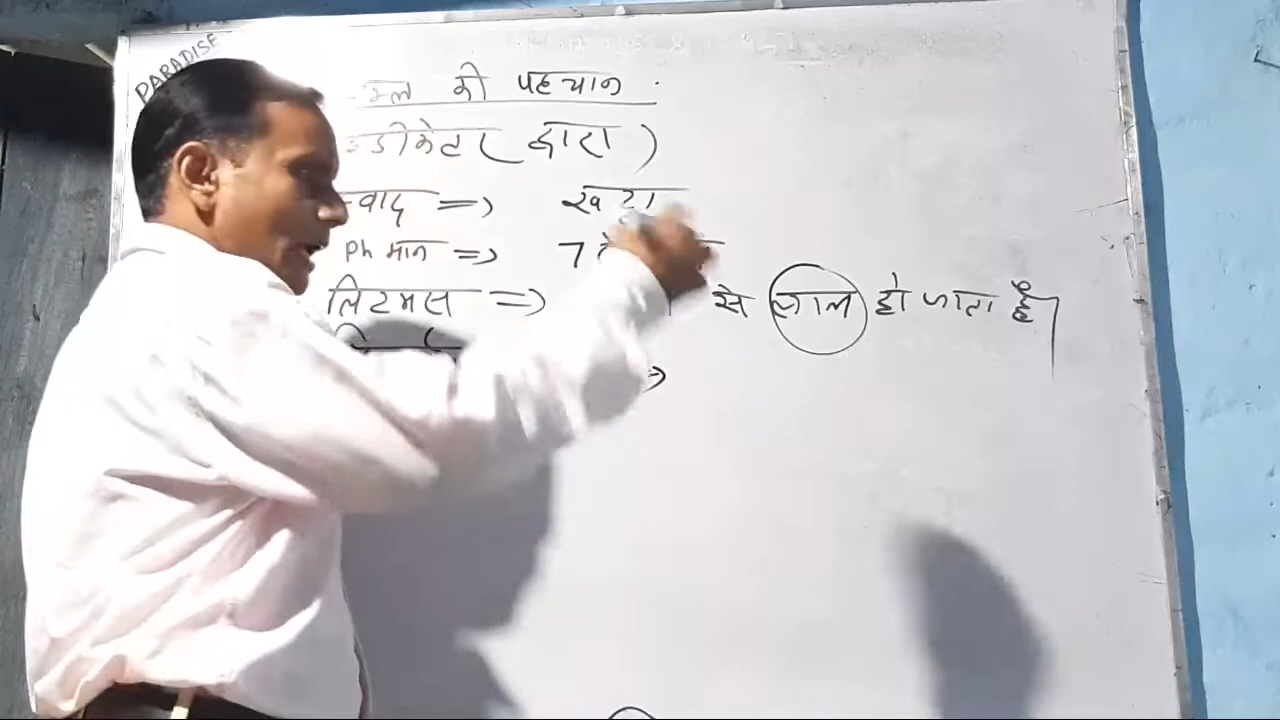 PARADISE
की पहचान
द्वारा )
=> खट्टा
Ph मान => 7
लिटमस => से लाल हो जाता है।
=>